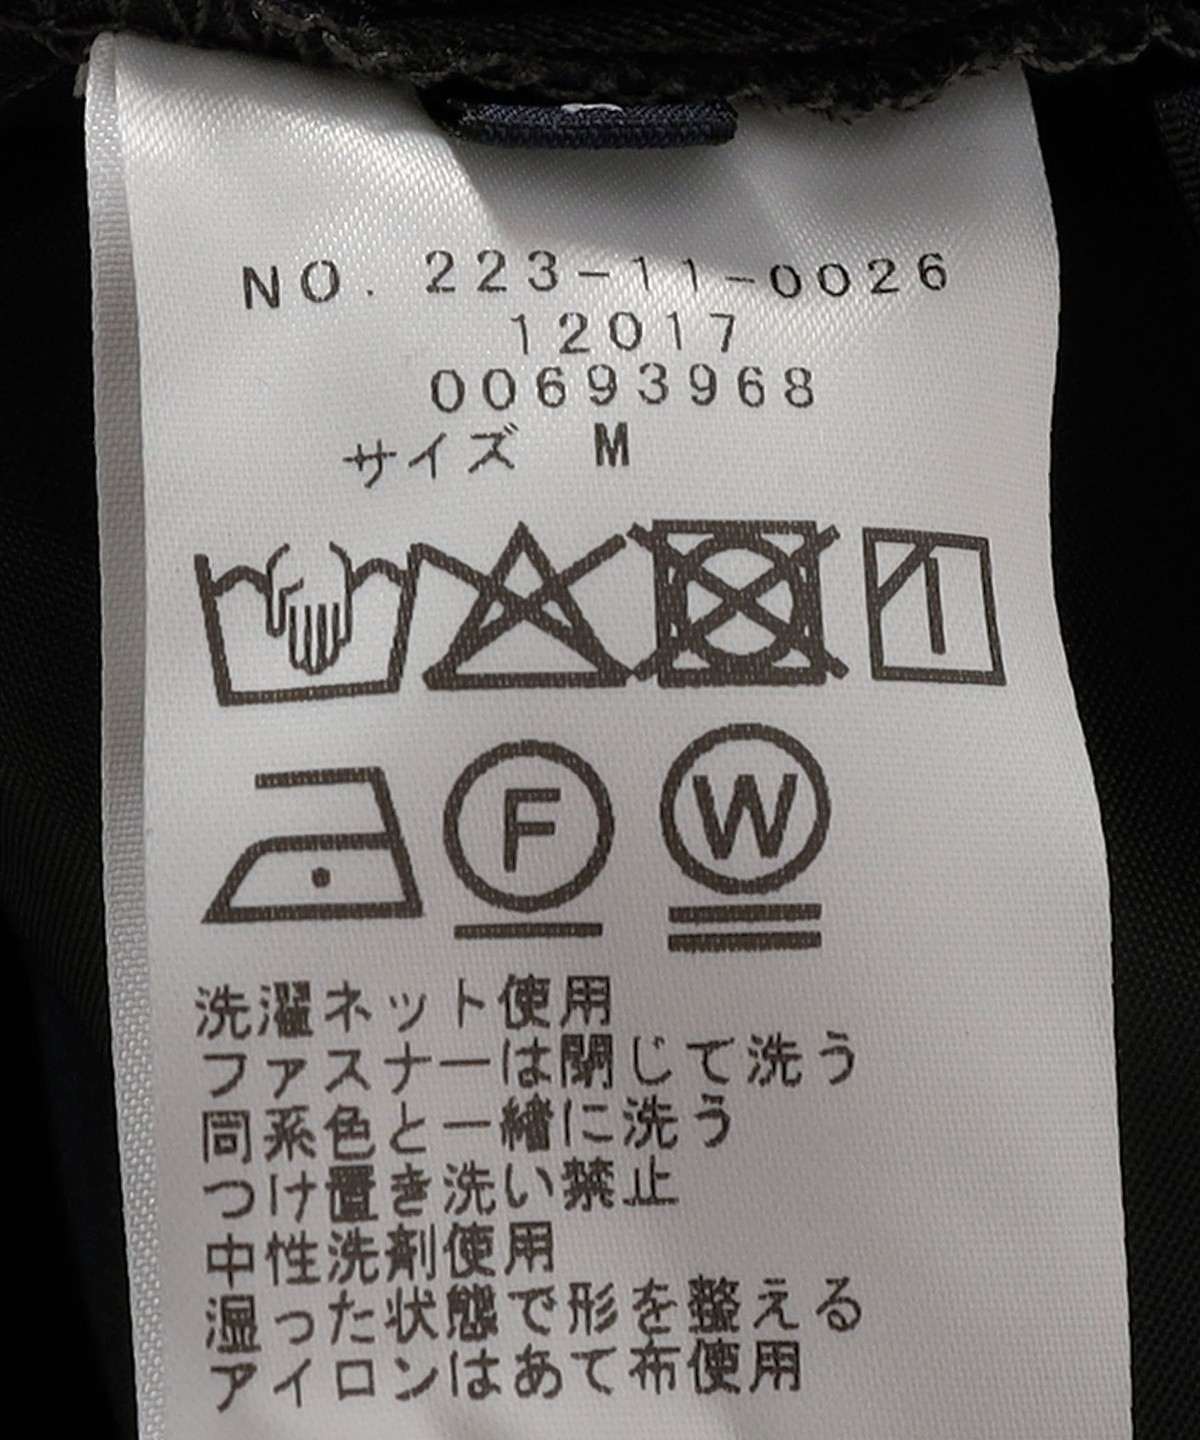 NO. 223-11-0026
12017
00693968
サイズ M
F W
洗濯ネット使用
ファスナーは閉じて洗う
同系色と一緒に洗う
つけ置き洗い禁止
中性洗剤使用
湿った状態で形を整える
アイロンはあて布使用